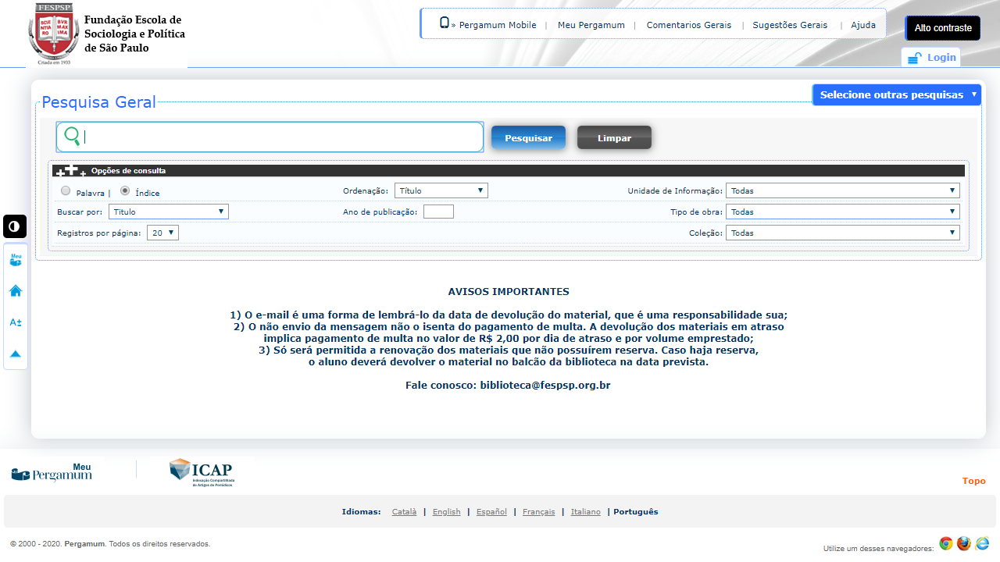 FESPSP
SCIENTIA RO BVR MAXIMA
Criada em 1933
Fundação Escola de
Sociologia e Política
de São Paulo
» Pergamum Mobile | Meu Pergamum | Comentarios Gerais | Sugestões Gerais | Ajuda
Alto contraste
Login
Pesquisa Geral
Selecione outras pesquisas
Pesquisar
Limpar
Opções de consulta
Palavra | Índice
Ordenação: Título
Unidade de Informação: Todas
Buscar por: Titulo
Ano de publicação:
Tipo de obra: Todas
Registros por página: 20
Coleção: Todas
Meu
A±
AVISOS IMPORTANTES
1) O e-mail é uma forma de lembrá-lo da data de devolução do material, que é uma responsabilidade sua;
2) O não envio da mensagem não o isenta do pagamento de multa. A devolução dos materiais em atraso
implica pagamento de multa no valor de R$ 2,00 por dia de atraso e por volume emprestado;
3) Só será permitida a renovação dos materiais que não possuírem reserva. Caso haja reserva,
o aluno deverá devolver o material no balcão da biblioteca na data prevista.
Fale conosco: biblioteca@fespsp.org.br
Meu
Pergamum
ICAP
Indexação Compartilhada
de Artigos de Periódicos
Topo
Idiomas: Català | English | Español | Français | Italiano | Português
© 2000 - 2020. Pergamum. Todos os direitos reservados.
Utilize um desses navegadores: